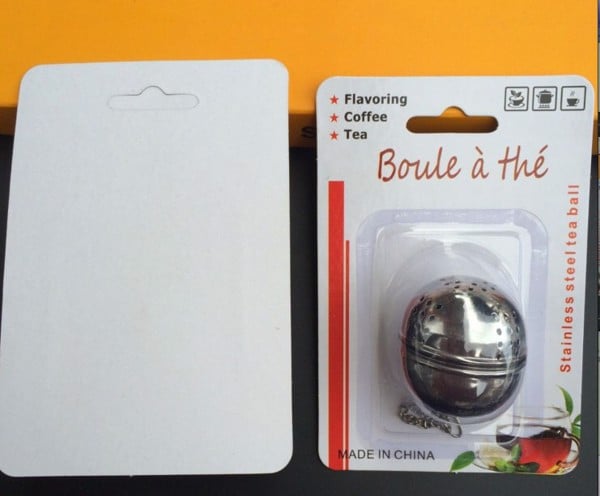 ★ Flavoring
★ Coffee
★ Tea
Boule à thé
Stainless steel tea ball
MADE IN CHINA